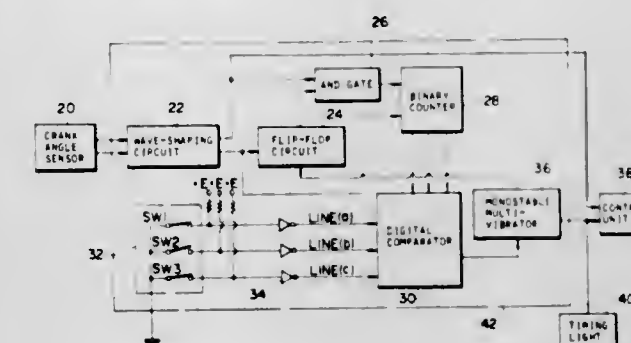 26
20
22
AND GATE
BINARY
COUNTER
28
24
CRANK
ANGLE
SENSOR
WAVE-SHAPING
CIRCUIT
FLIP-FLOP
CIRCUIT
36
38
+E +E +E
MONOSTABLE
MULTI-
VIBRATOR
SW1
LINE(a)
DIGITAL
COMPARATOR
32
SW2
LINE(b)
SW3
LINE(c)
34
30
40
42
TIMING
LIGHT